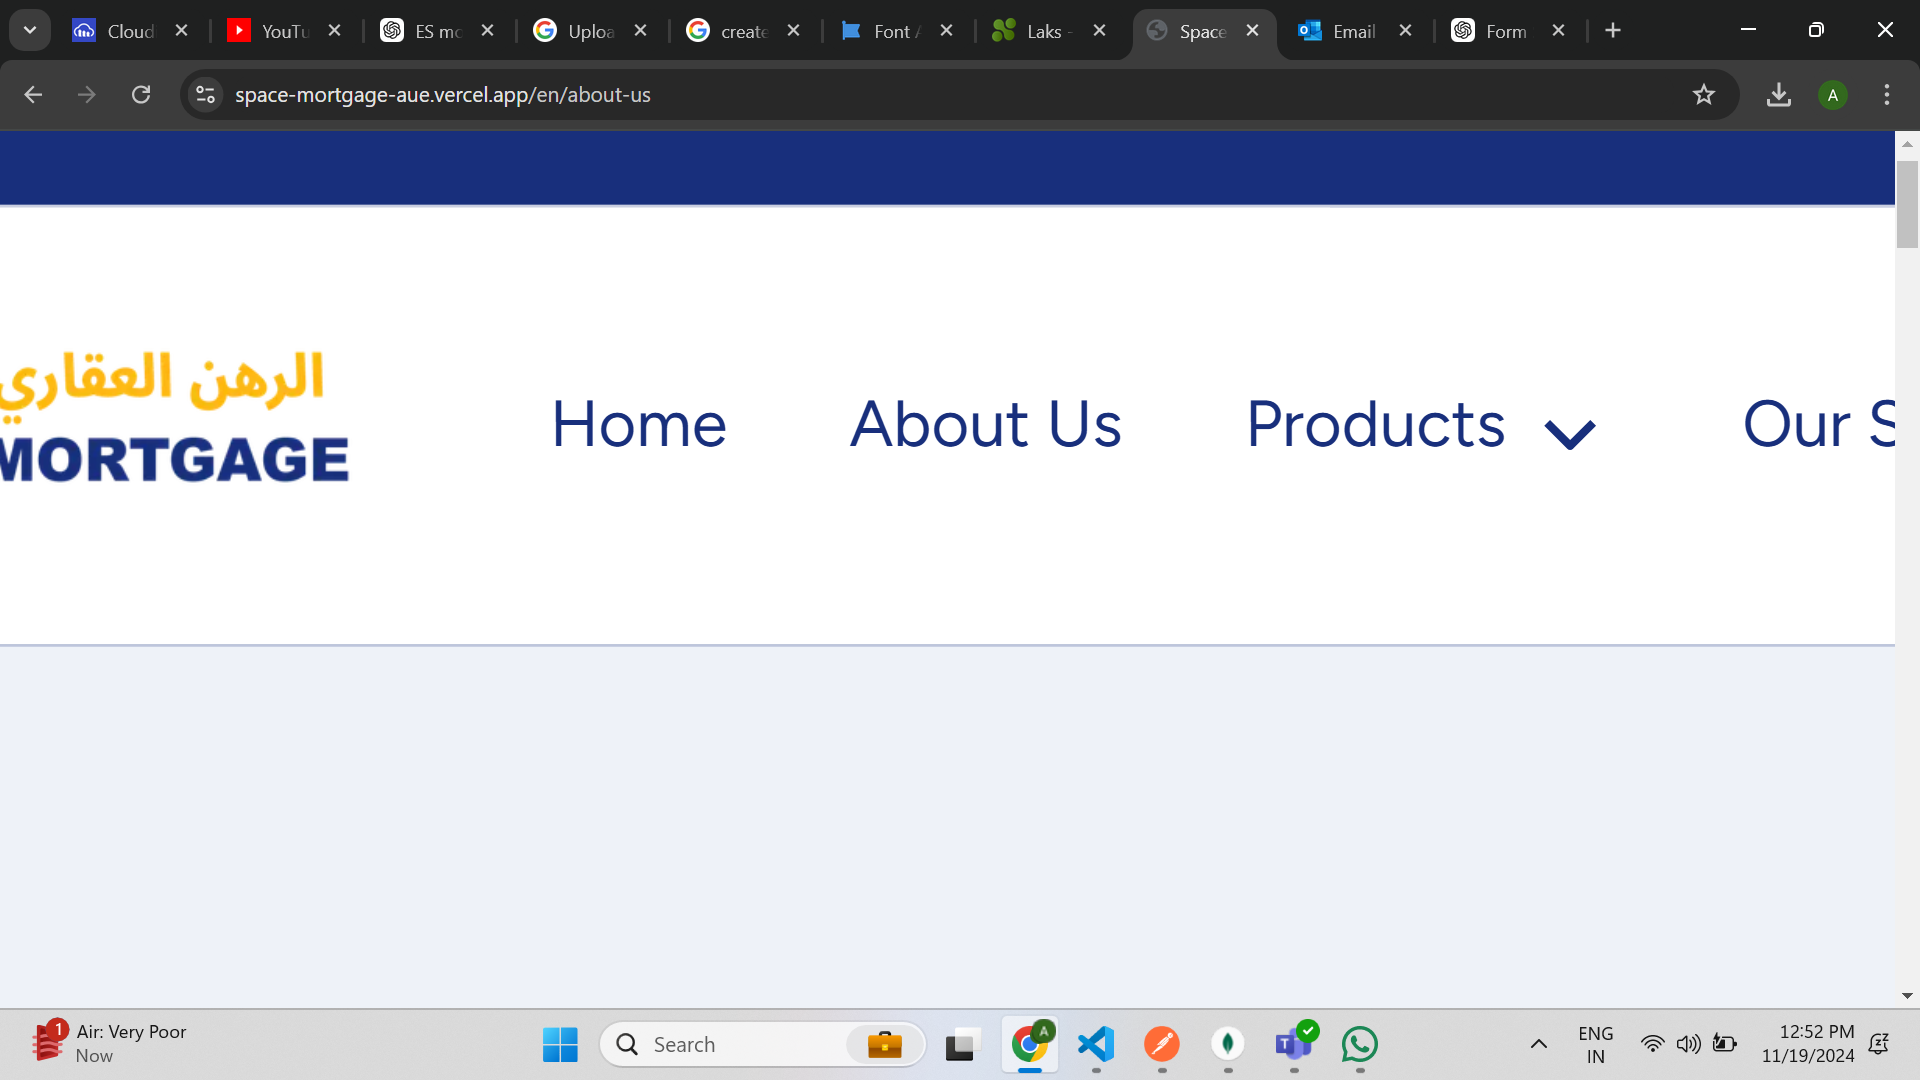 Cloud
YouTu
ES mo
Uploa
create
Font A
Laks -
Space
Email
Form
space-mortgage-aue.vercel.app/en/about-us
A
الرهن العقاري
MORTGAGE
Home
About Us
Products
Our S
1
Air: Very Poor
Now
Search
A
T
ENG
IN
12:52 PM
11/19/2024